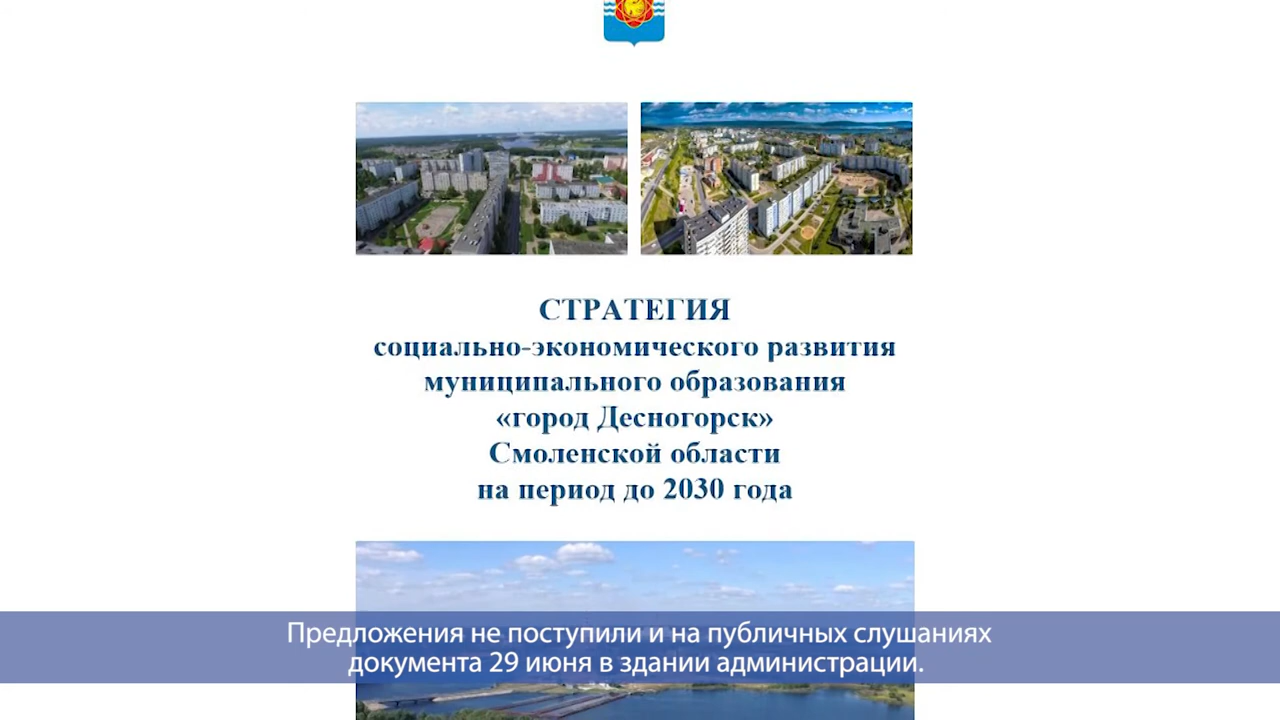 СТРАТЕГИЯ
социально-экономического развития
муниципального образования
«город Десногорск»
Смоленской области
на период до 2030 года
Предложения не поступили и на публичных слушаниях
документа 29 июня в здании администрации.